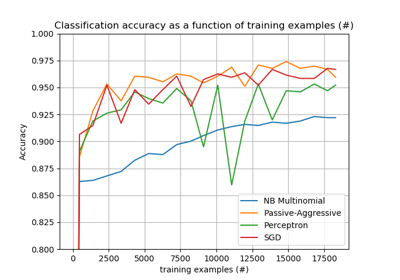 Classification accuracy as a function of training examples (#)
1.000
0.975
0.950
0.925
0.900
0.875
0.850
0.825
0.800
Accuracy
NB Multinomial
Passive-Aggressive
Perceptron
SGD
0 2500 5000 7500 10000 12500 15000 17500
training examples (#)